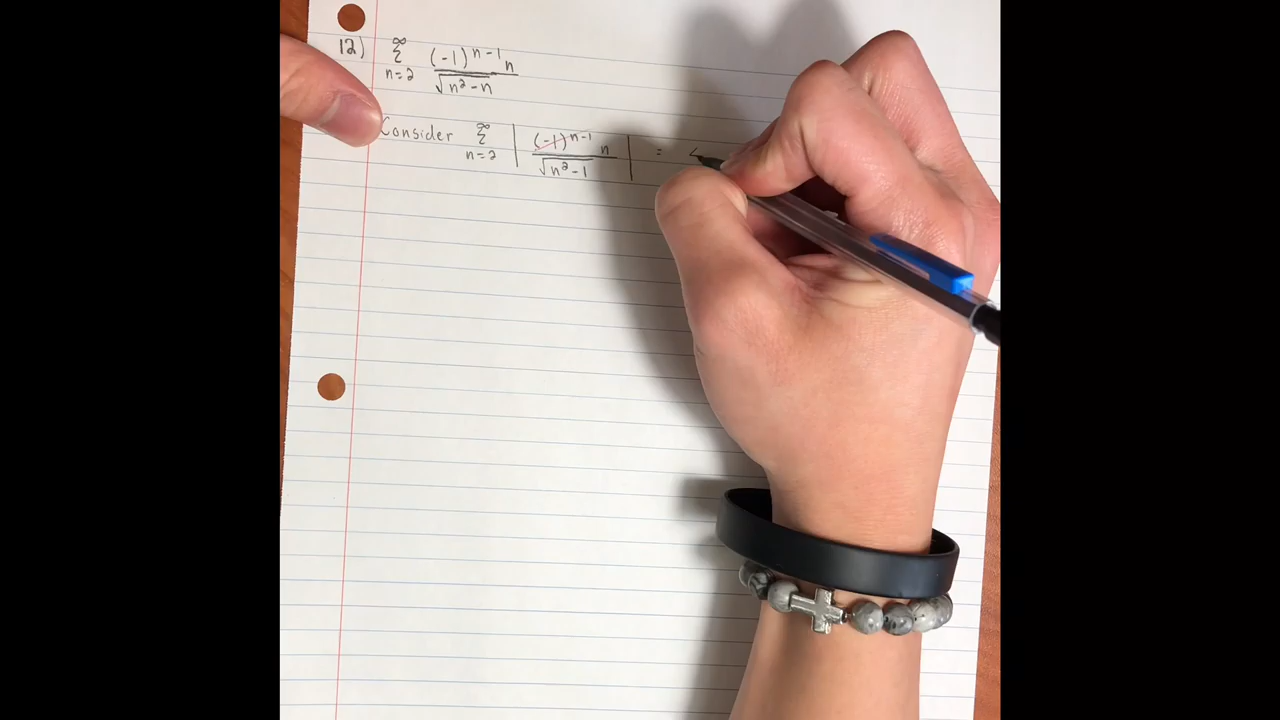 12) ∞ Σ n=2 (-1)^{n-1} n / √(n²-n)
Consider ∞ Σ n=2 | (-1)^{n-1} n / √(n²-1) | =